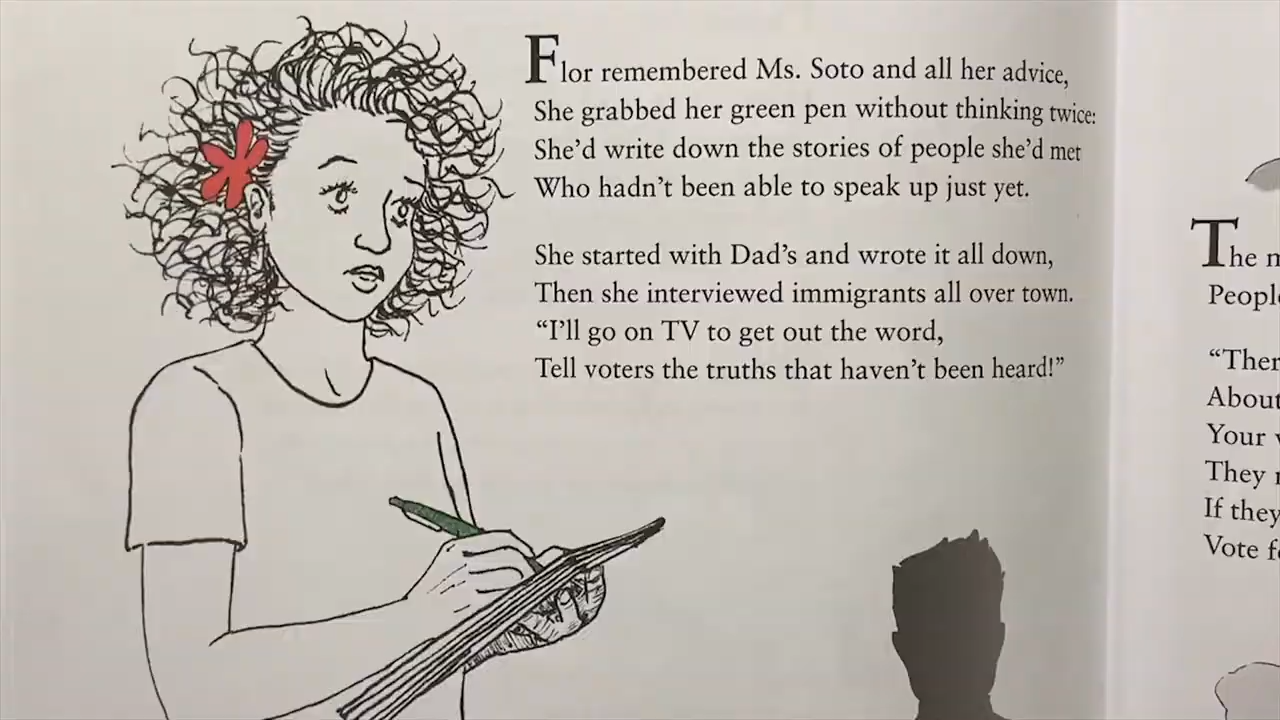 Flor remembered Ms. Soto and all her advice,
She grabbed her green pen without thinking twice:
She’d write down the stories of people she’d met
Who hadn’t been able to speak up just yet.
She started with Dad’s and wrote it all down,
Then she interviewed immigrants all over town.
“I’ll go on TV to get out the word,
Tell voters the truths that haven’t been heard!”
The
“
About
Your
They
If they
Vote